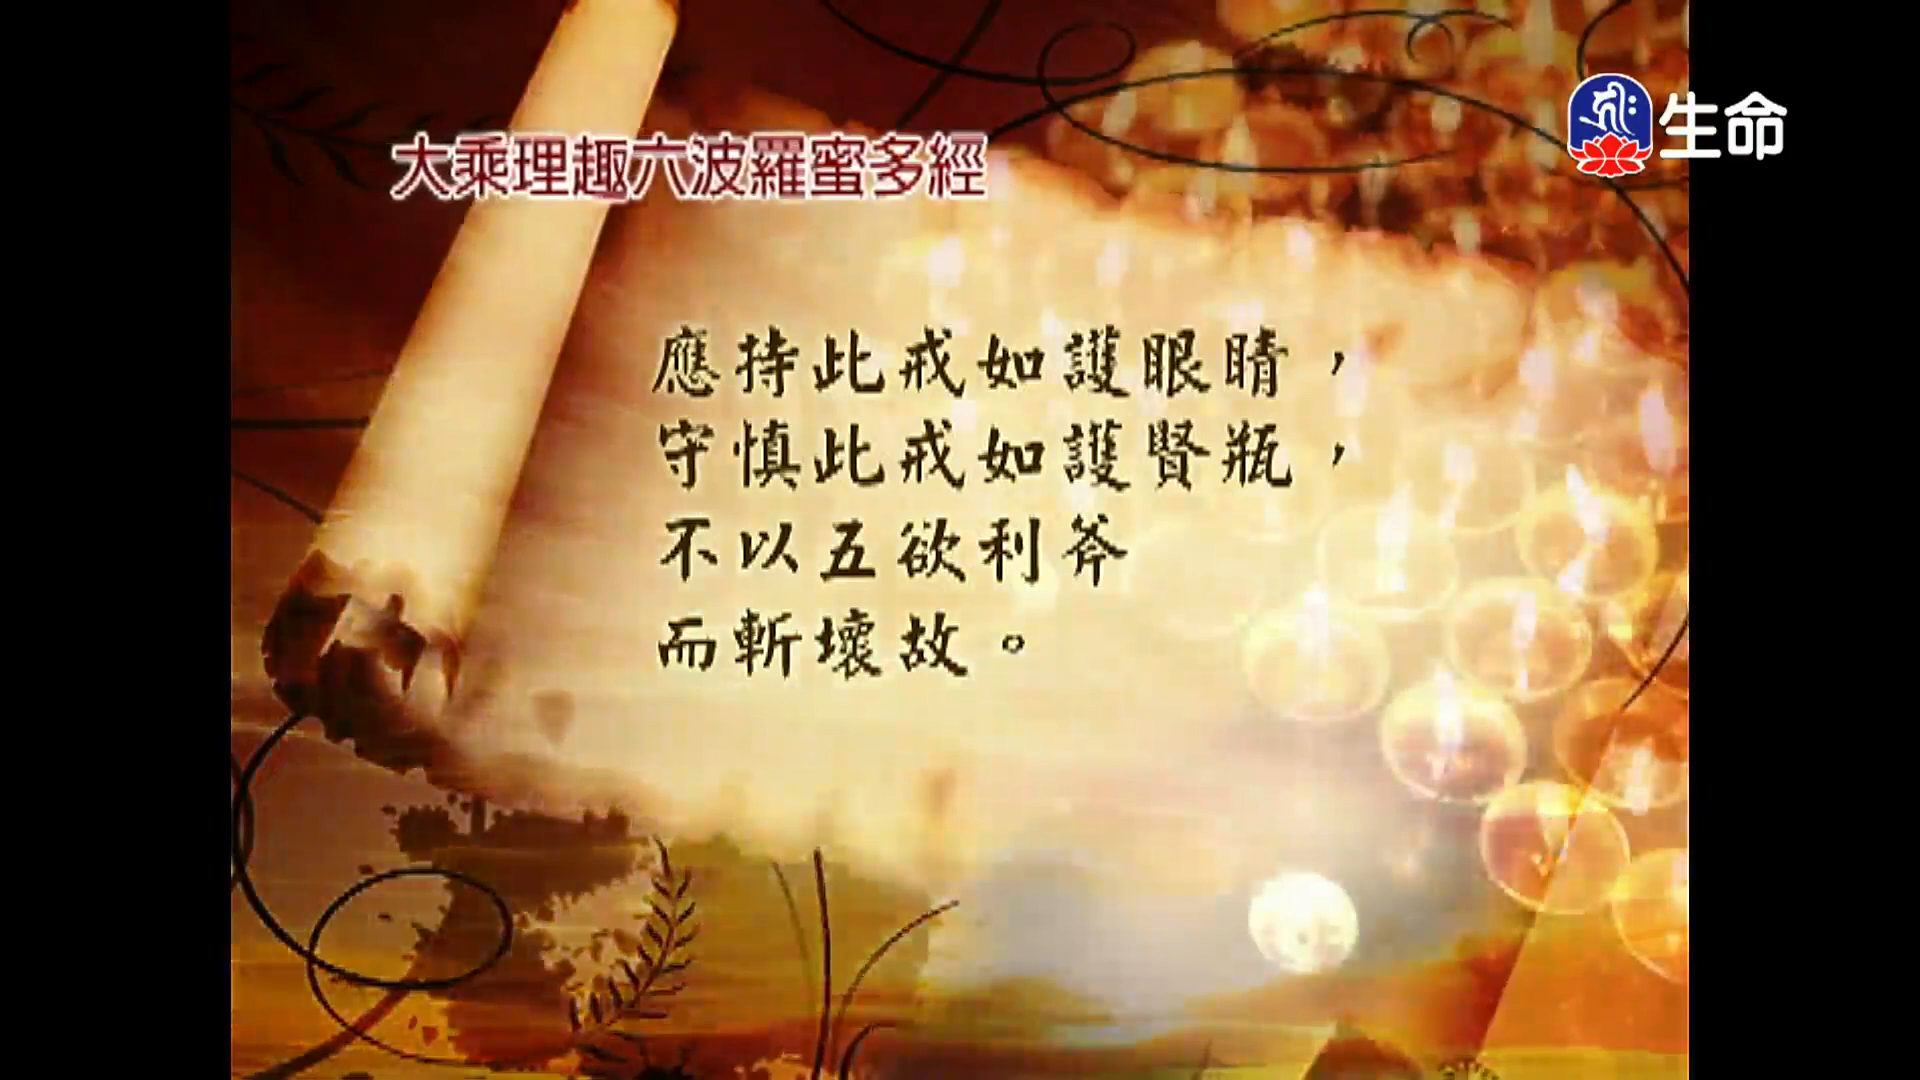 生命
大乘理趣六波羅蜜多經
應持此戒如護眼睛，
守慎此戒如護賢瓶，
不以五欲利斧
而斬壞故。